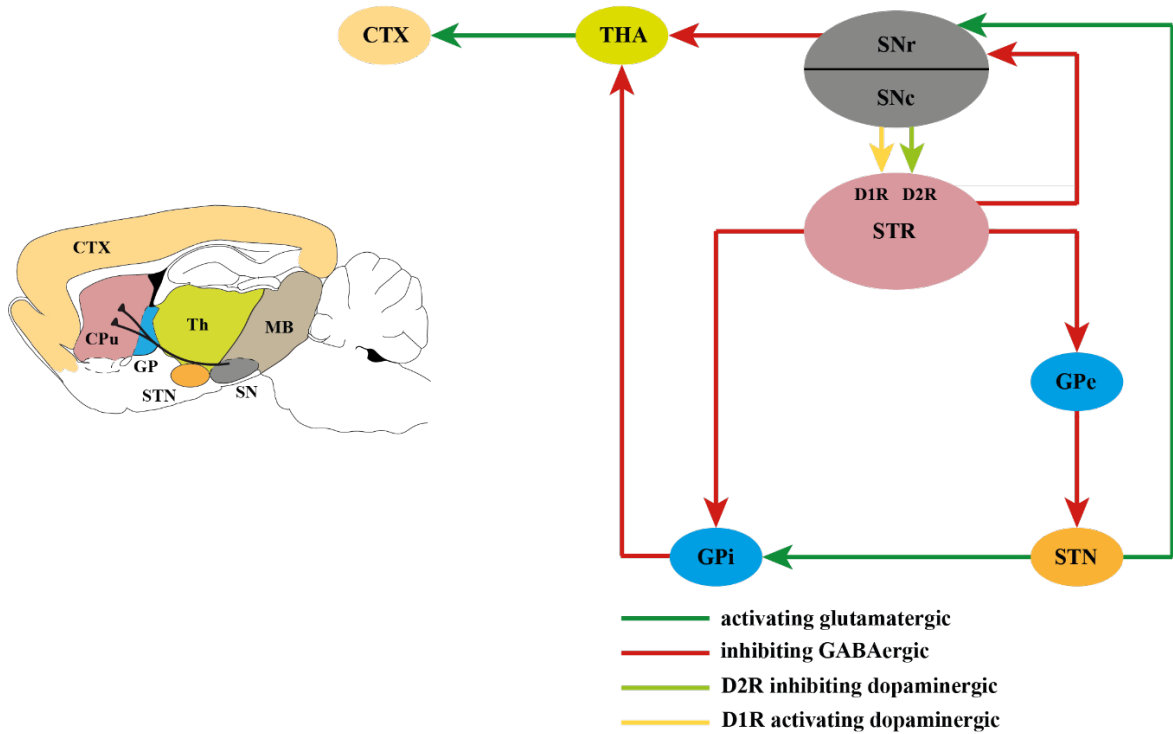 CTX
THA
SNr
SNc
D1R D2R
STR
CTX
Th
MB
CPu
GP
STN
SN
GPe
GPi
STN
activating glutamatergic
inhibiting GABAergic
D2R inhibiting dopaminergic
D1R activating dopaminergic